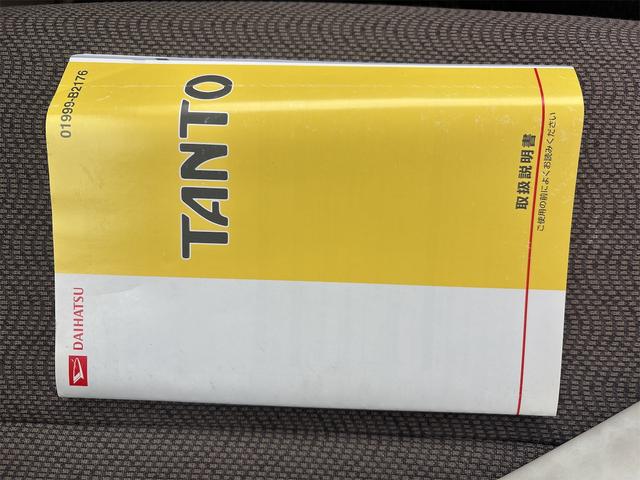 01999-B2176
TANTO
取扱説明書
ご使用の前によくお読みください
DAIHATSU